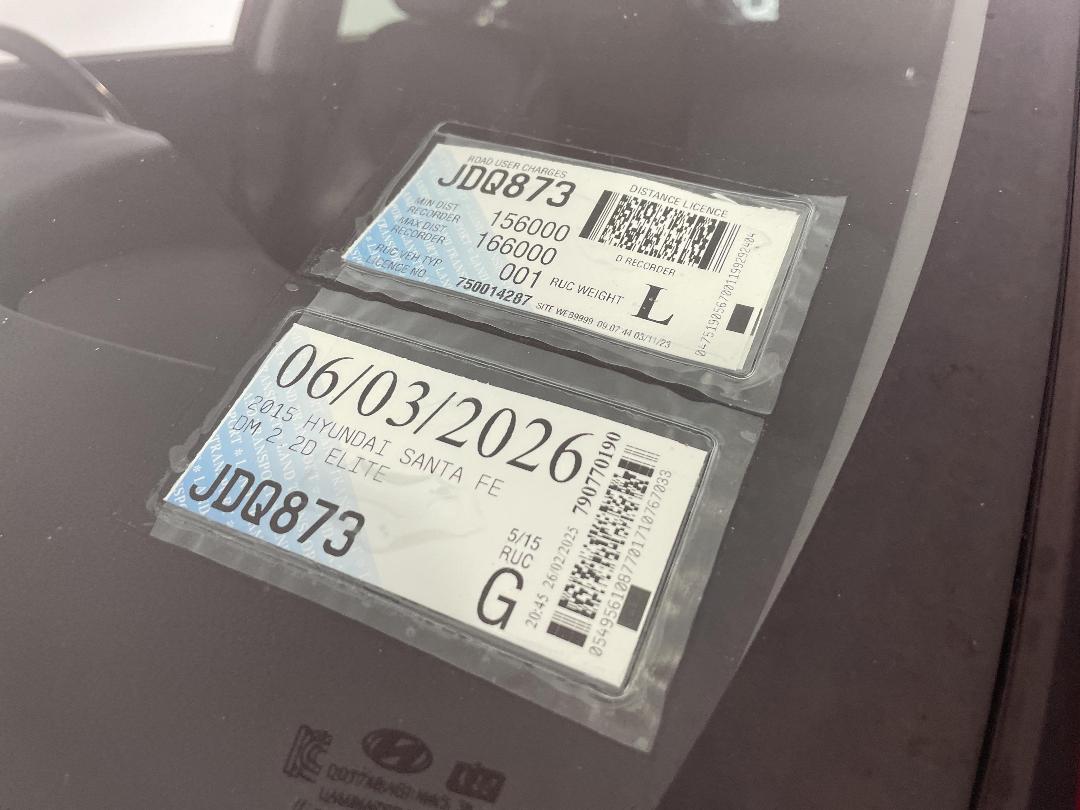 ROAD USER CHARGES
JDQ873
DISTANCE LICENCE
MIN DIST
RECORDER
156000
MAX DIST
RECORDER
166000
D.RECORDER
RUC VEH TYP
001
RUC WEIGHT
L
LICENCE NO
750014287
SITE WEB9999 09:07:44 03/11/23
06/03/2026
2015 HYUNDAI SANTA FE
DM 2.2D ELITE
JDQ873
5/15
RUC
G
20:45 26/02/2025
790770190